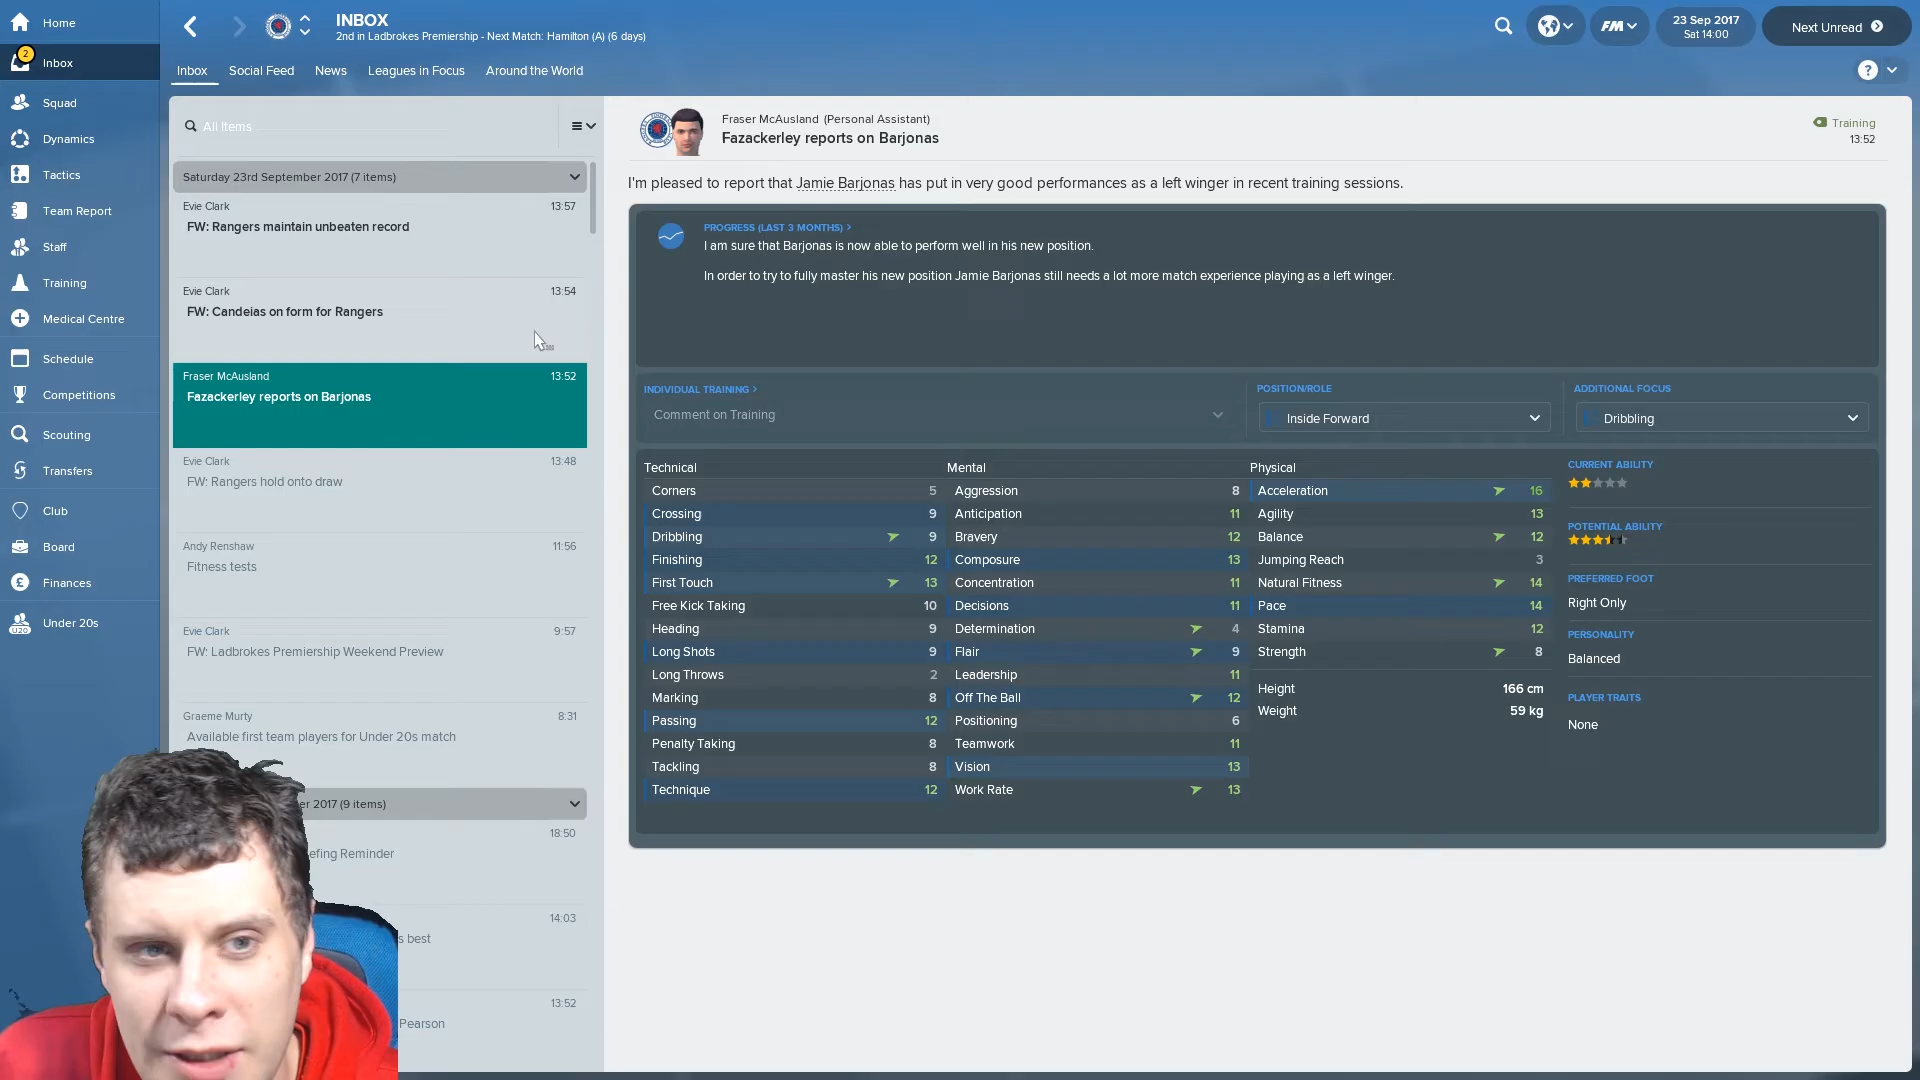 Home
2
Inbox
Squad
Dynamics
Tactics
Team Report
Staff
Training
Medical Centre
Schedule
Competitions
Scouting
Transfers
Club
Board
Finances
Under 20s
U20
INBOX
2nd in Ladbrokes Premiership - Next Match: Hamilton (A) (6 days)
FM
23 Sep 2017
Sat 14:00
Next Unread
Inbox Social Feed News Leagues in Focus Around the World
?
All Items
Saturday 23rd September 2017 (7 items)
Evie Clark 13:57
FW: Rangers maintain unbeaten record
Evie Clark 13:54
FW: Candeias on form for Rangers
Fraser McAusland 13:52
Fazackerley reports on Barjonas
Evie Clark 13:48
FW: Rangers hold onto draw
Andy Renshaw 11:56
Fitness tests
Evie Clark 9:57
FW: Ladbrokes Premiership Weekend Preview
Graeme Murty 8:31
Available first team players for Under 20s match
er 2017 (9 items)
18:50
efing Reminder
14:03
s best
13:52
Pearson
Fraser McAusland (Personal Assistant)
Fazackerley reports on Barjonas
Training
13:52
I'm pleased to report that Jamie Barjonas has put in very good performances as a left winger in recent training sessions.
PROGRESS (LAST 3 MONTHS) >
I am sure that Barjonas is now able to perform well in his new position.
In order to try to fully master his new position Jamie Barjonas still needs a lot more match experience playing as a left winger.
INDIVIDUAL TRAINING >
Comment on Training
POSITION/ROLE
Inside Forward
ADDITIONAL FOCUS
Dribbling
Technical
Corners 5
Crossing 9
Dribbling 9
Finishing 12
First Touch 13
Free Kick Taking 10
Heading 9
Long Shots 9
Long Throws 2
Marking 8
Passing 12
Penalty Taking 8
Tackling 8
Technique 12
Mental
Aggression 8
Anticipation 11
Bravery 12
Composure 13
Concentration 11
Decisions 11
Determination 4
Flair 9
Leadership 11
Off The Ball 12
Positioning 6
Teamwork 11
Vision 13
Work Rate 13
Physical
Acceleration 16
Agility 13
Balance 12
Jumping Reach 3
Natural Fitness 14
Pace 14
Stamina 12
Strength 8
Height 166 cm
Weight 59 kg
CURRENT ABILITY
POTENTIAL ABILITY
PREFERRED FOOT
Right Only
PERSONALITY
Balanced
PLAYER TRAITS
None